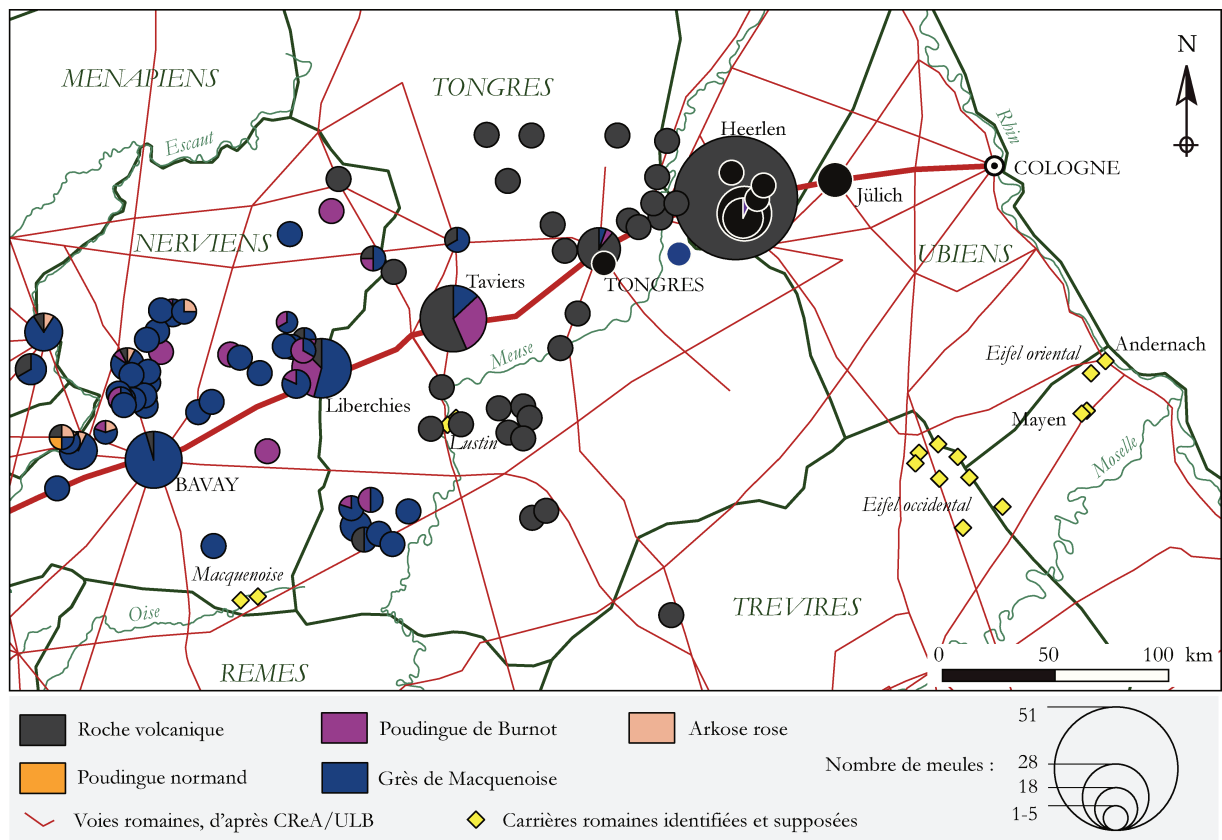 MENAPIENS
TONGRES
N
Escaut
Rhin
Heerlen
COLOGNE
Jülich
NERVIENS
UBIENS
Taviers
TONGRES
Meuse
Eifel oriental
Andernach
Liberchies
Mayen
Lustin
Moselle
BAVAY
Eifel occidental
Macquenoise
Oise
TREVIRES
REMES
0 50 100 km
Roche volcanique
Poudingue de Burnot
Arkose rose
Poudingue normand
Grès de Macquenoise
Voies romaines, d'après CReA/ULB
Carrières romaines identifiées et supposées
Nombre de meules :
51
28
18
1-5